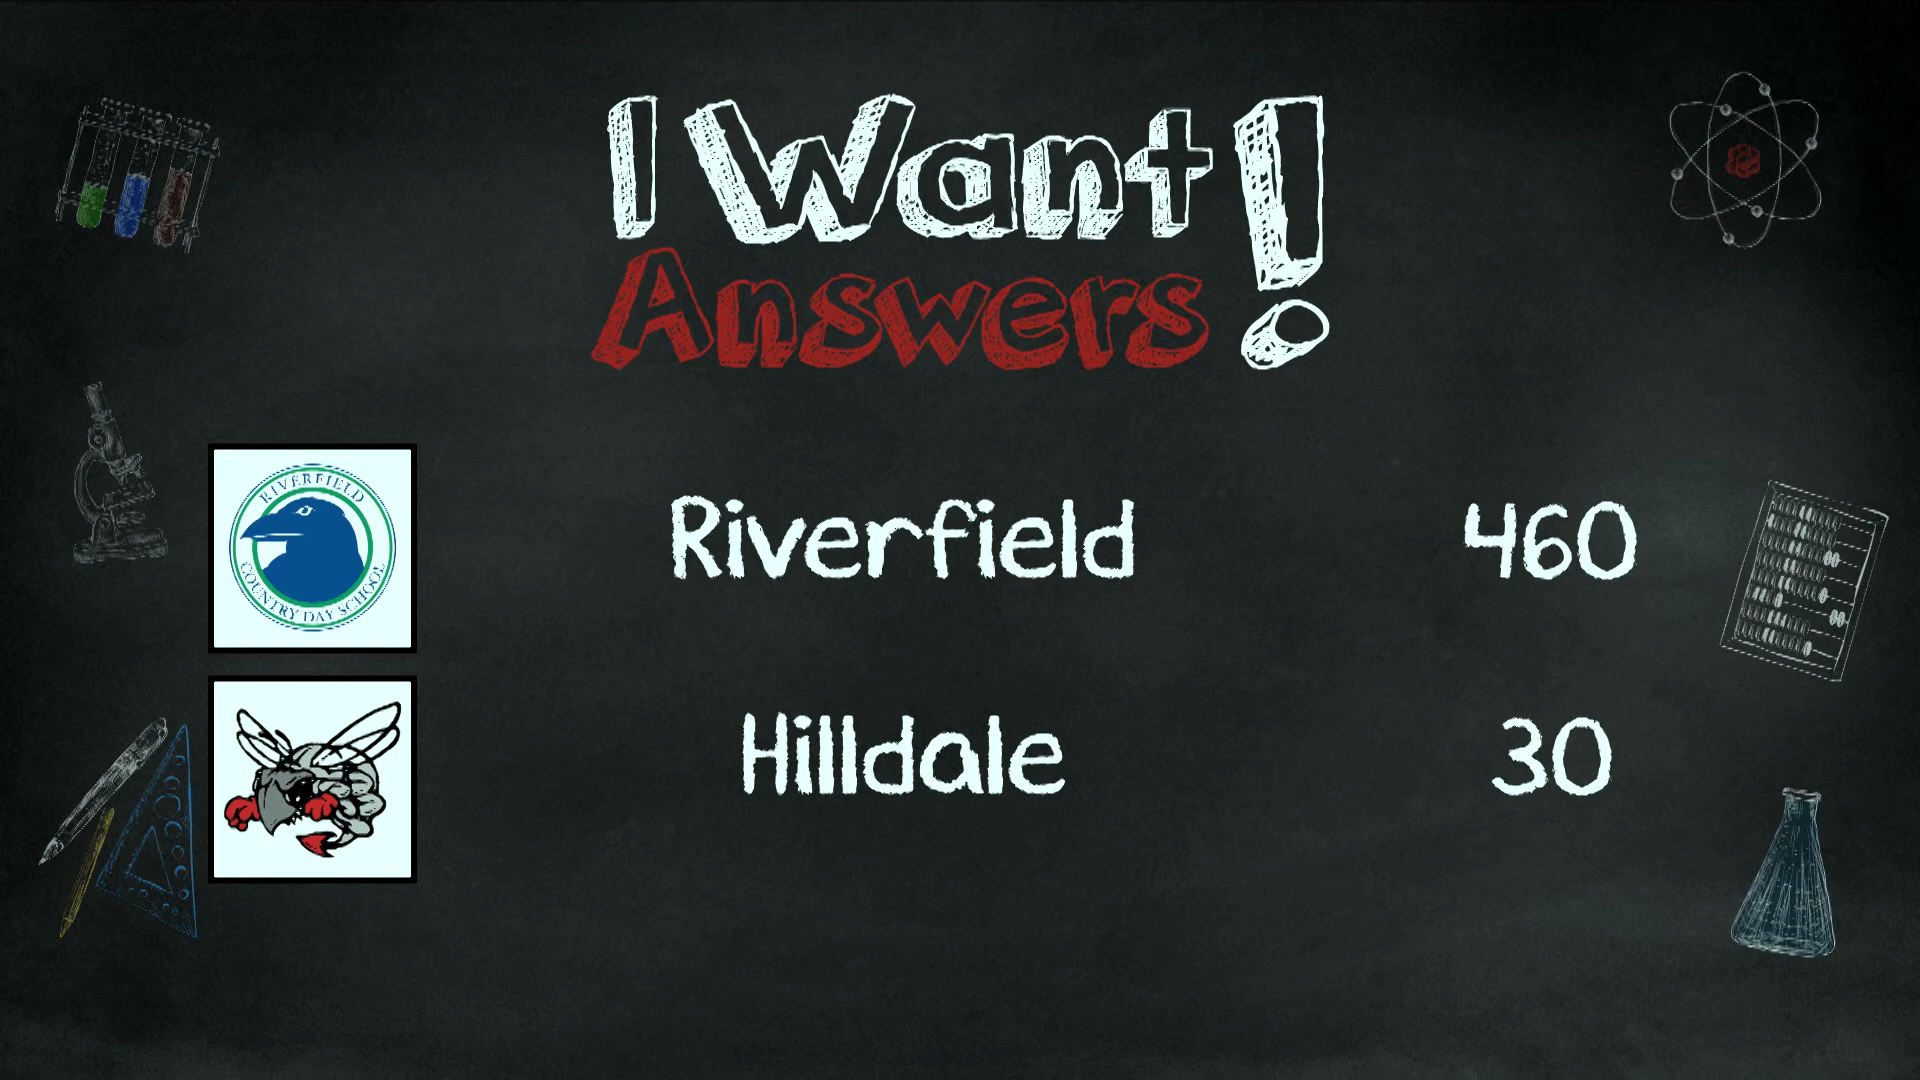 I Want!
Answers
RIVERFIELD
COUNTRY DAY SCHOOL
Riverfield 460
Hilldale 30